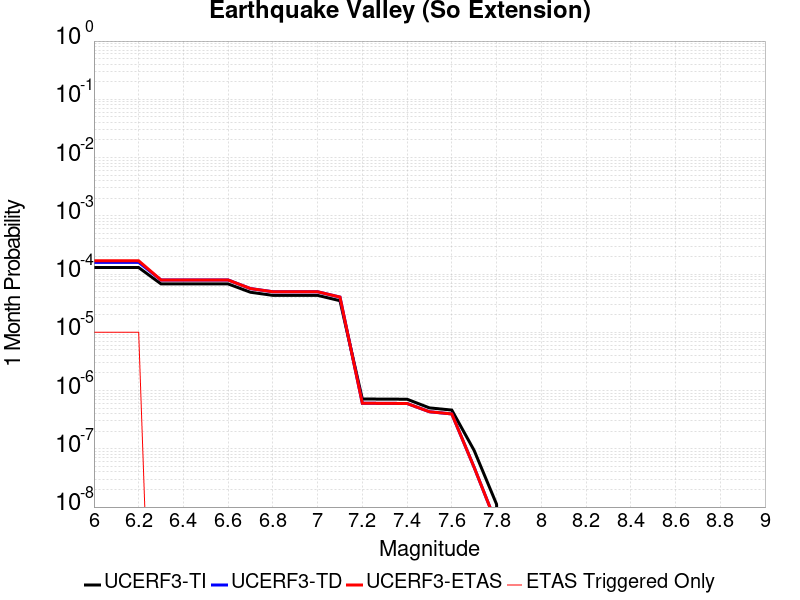 Earthquake Valley (So Extension)
10^0
10^-1
10^-2
10^-3
10^-4
10^-5
10^-6
10^-7
10^-8
1 Month Probability
6 6.2 6.4 6.6 6.8 7 7.2 7.4 7.6 7.8 8 8.2 8.4 8.6 8.8 9
Magnitude
UCERF3-TI UCERF3-TD UCERF3-ETAS ETAS Triggered Only